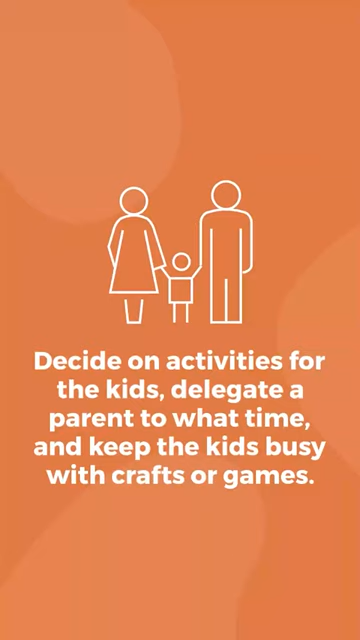 Decide on activities for
the kids, delegate a
parent to what time,
and keep the kids busy
with crafts or games.